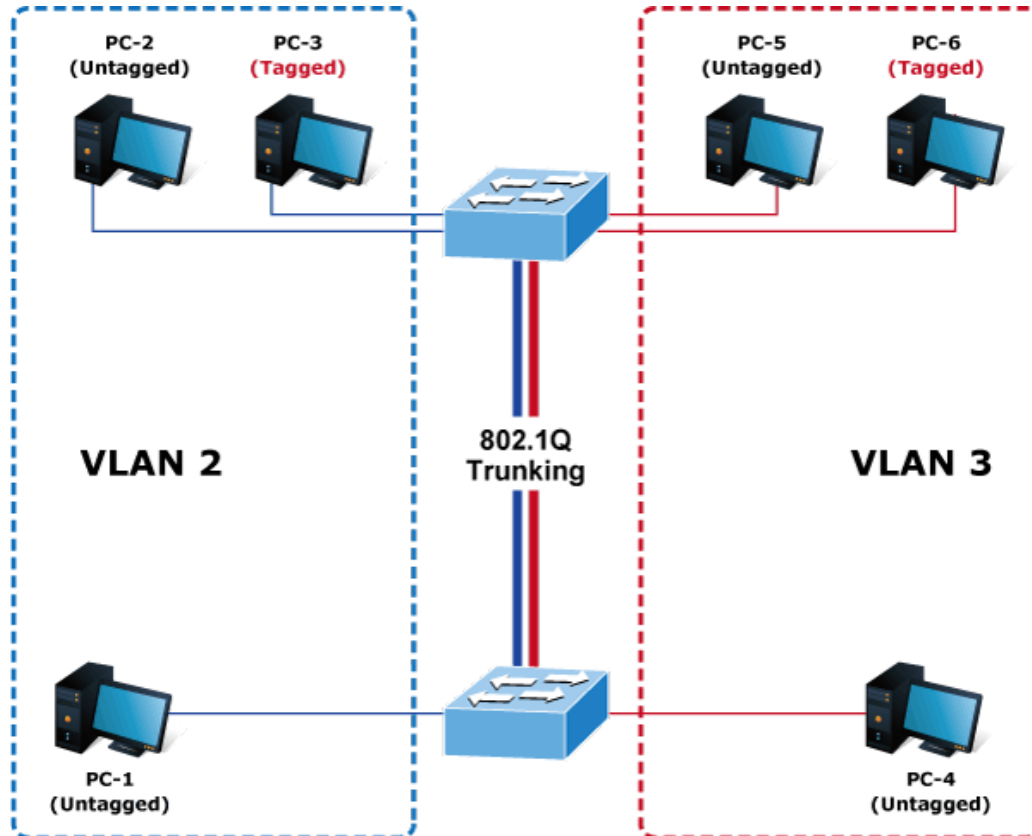 PC-2
(Untagged)
PC-3
(Tagged)
PC-5
(Untagged)
PC-6
(Tagged)
802.1Q
Trunking
VLAN 2
VLAN 3
PC-1
(Untagged)
PC-4
(Untagged)